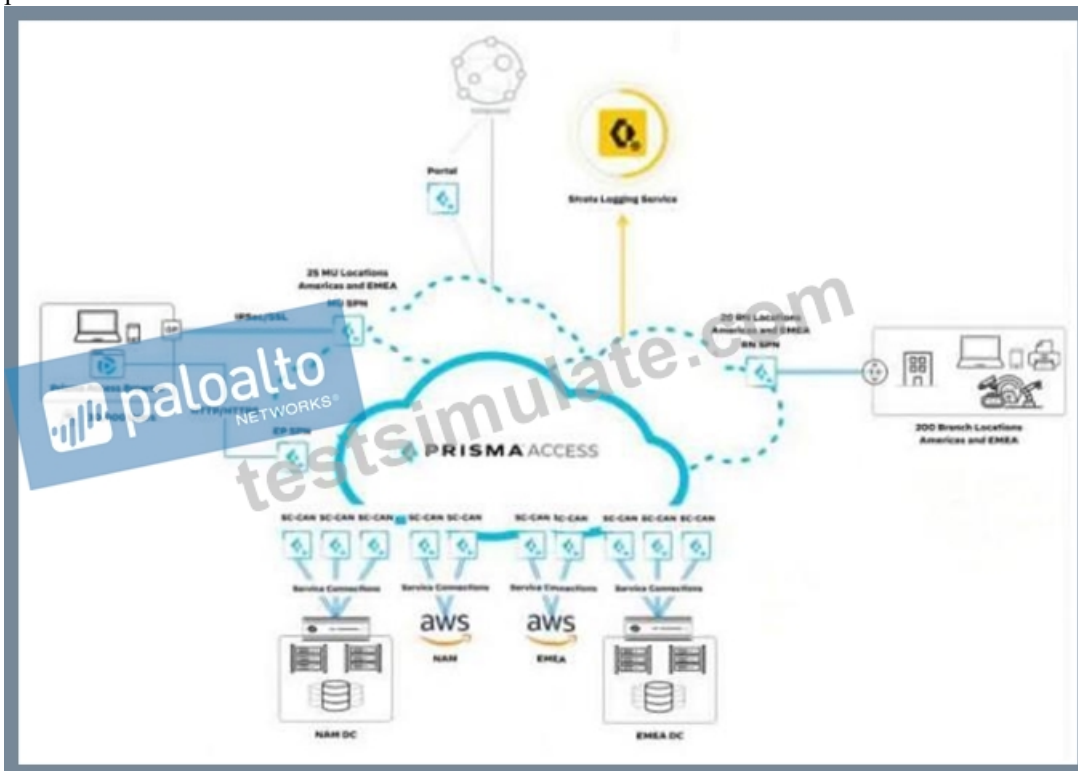 Portal
Strata Logging Service
25 MU Locations
Americas and EMEA
MU SPN
IPSec/SSL
GP
20 RN Locations
Americas and EMEA
RN SPN
paloalto
NETWORKS®
testsimulate.com
EP SPN
PRISMA ACCESS
200 Branch Locations
Americas and EMEA
SC-CAN SC-CAN SC-CAN SC-CAN SC-CAN SC-CAN SC-CAN SC-CAN SC-CAN SC-CAN
Service Connections Service Connections Service Connections Service Connections
aws aws
NAM EMEA
NAM DC EMEA DC